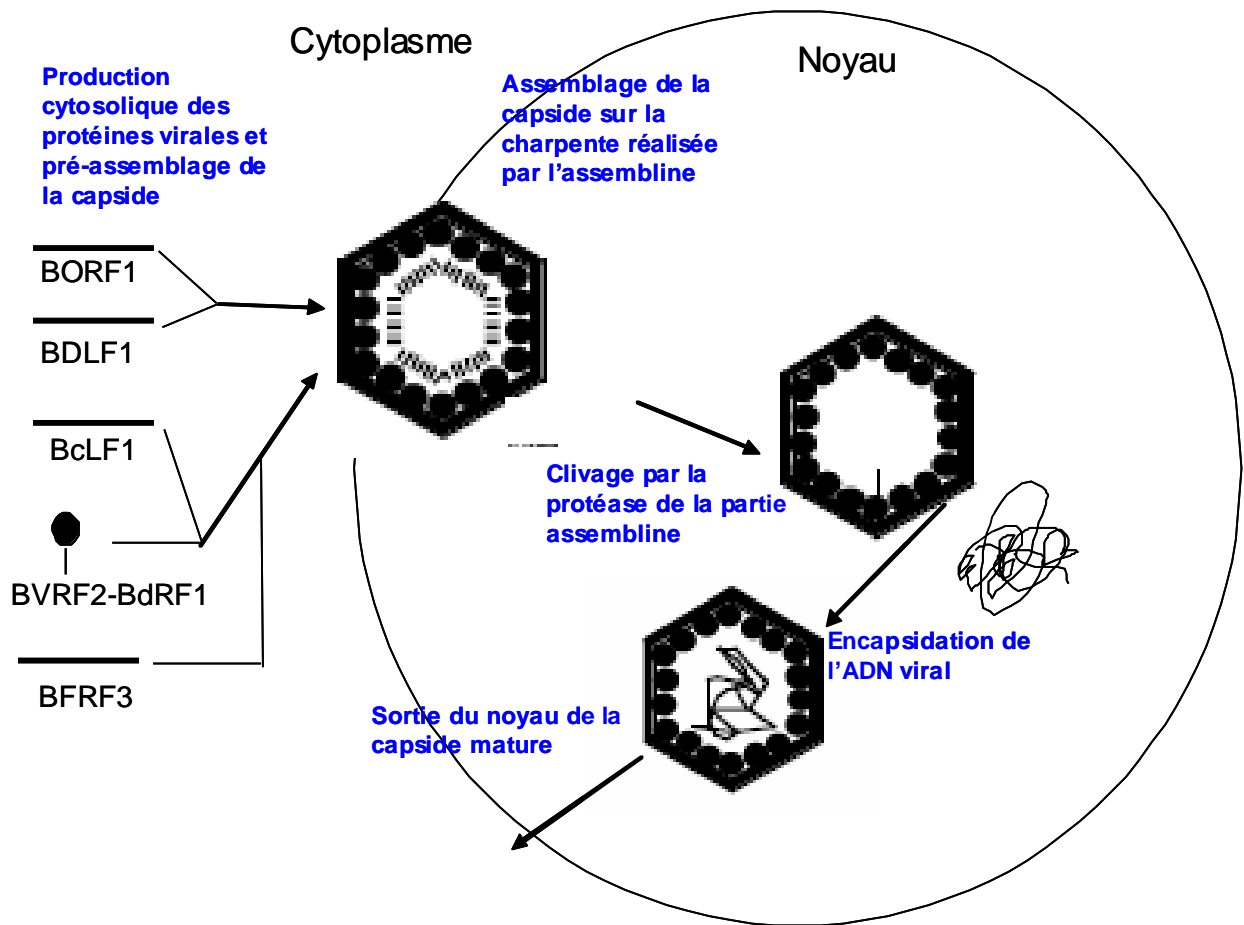 Cytoplasme
Noyau
Production
cytosolique des
protéines virales et
pré-assemblage de
la capside
Assemblage de la
capside sur la
charpente réalisée
par l'assembline
BORF1
BDLF1
BcLF1
BVRF2-BdRF1
BFRF3
Clivage par la
protéase de la partie
assembline
Encapsidation de
l'ADN viral
Sortie du noyau de la
capside mature